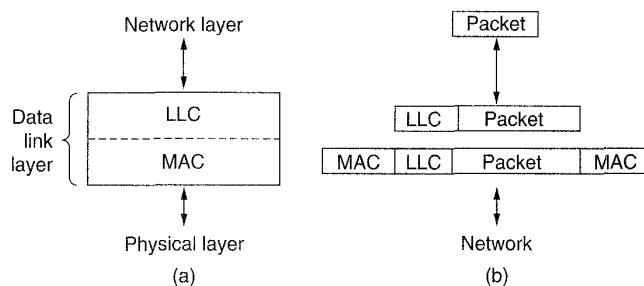 Network layer
Data
link
layer
LLC
MAC
Physical layer
(a)
Packet
LLC Packet
MAC LLC Packet MAC
Network
(b)